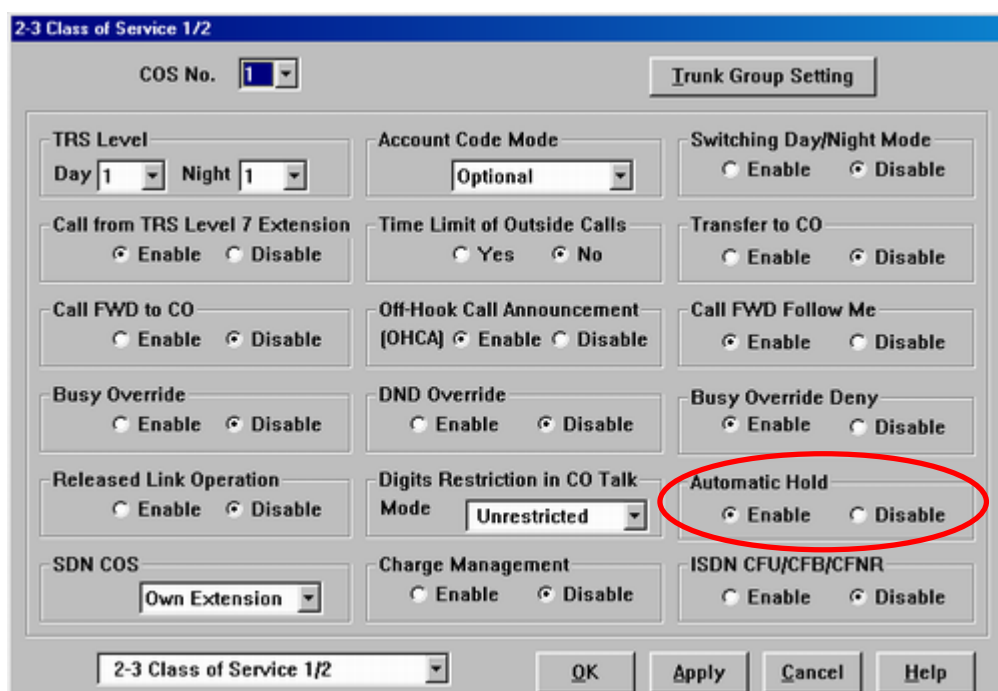 2-3 Class of Service 1/2
COS No. 1
Trunk Group Setting
TRS Level
Day 1 Night 1
Account Code Mode
Optional
Switching Day/Night Mode
Enable Disable
Call from TRS Level 7 Extension
Enable Disable
Time Limit of Outside Calls
Yes No
Transfer to CO
Enable Disable
Call FWD to CO
Enable Disable
Off-Hook Call Announcement
(OHCA) Enable Disable
Call FWD Follow Me
Enable Disable
Busy Override
Enable Disable
DND Override
Enable Disable
Busy Override Deny
Enable Disable
Released Link Operation
Enable Disable
Digits Restriction in CO Talk
Mode Unrestricted
Automatic Hold
Enable Disable
SDN COS
Own Extension
Charge Management
Enable Disable
ISDN CFU/CFB/CFNR
Enable Disable
2-3 Class of Service 1/2
OK Apply Cancel Help